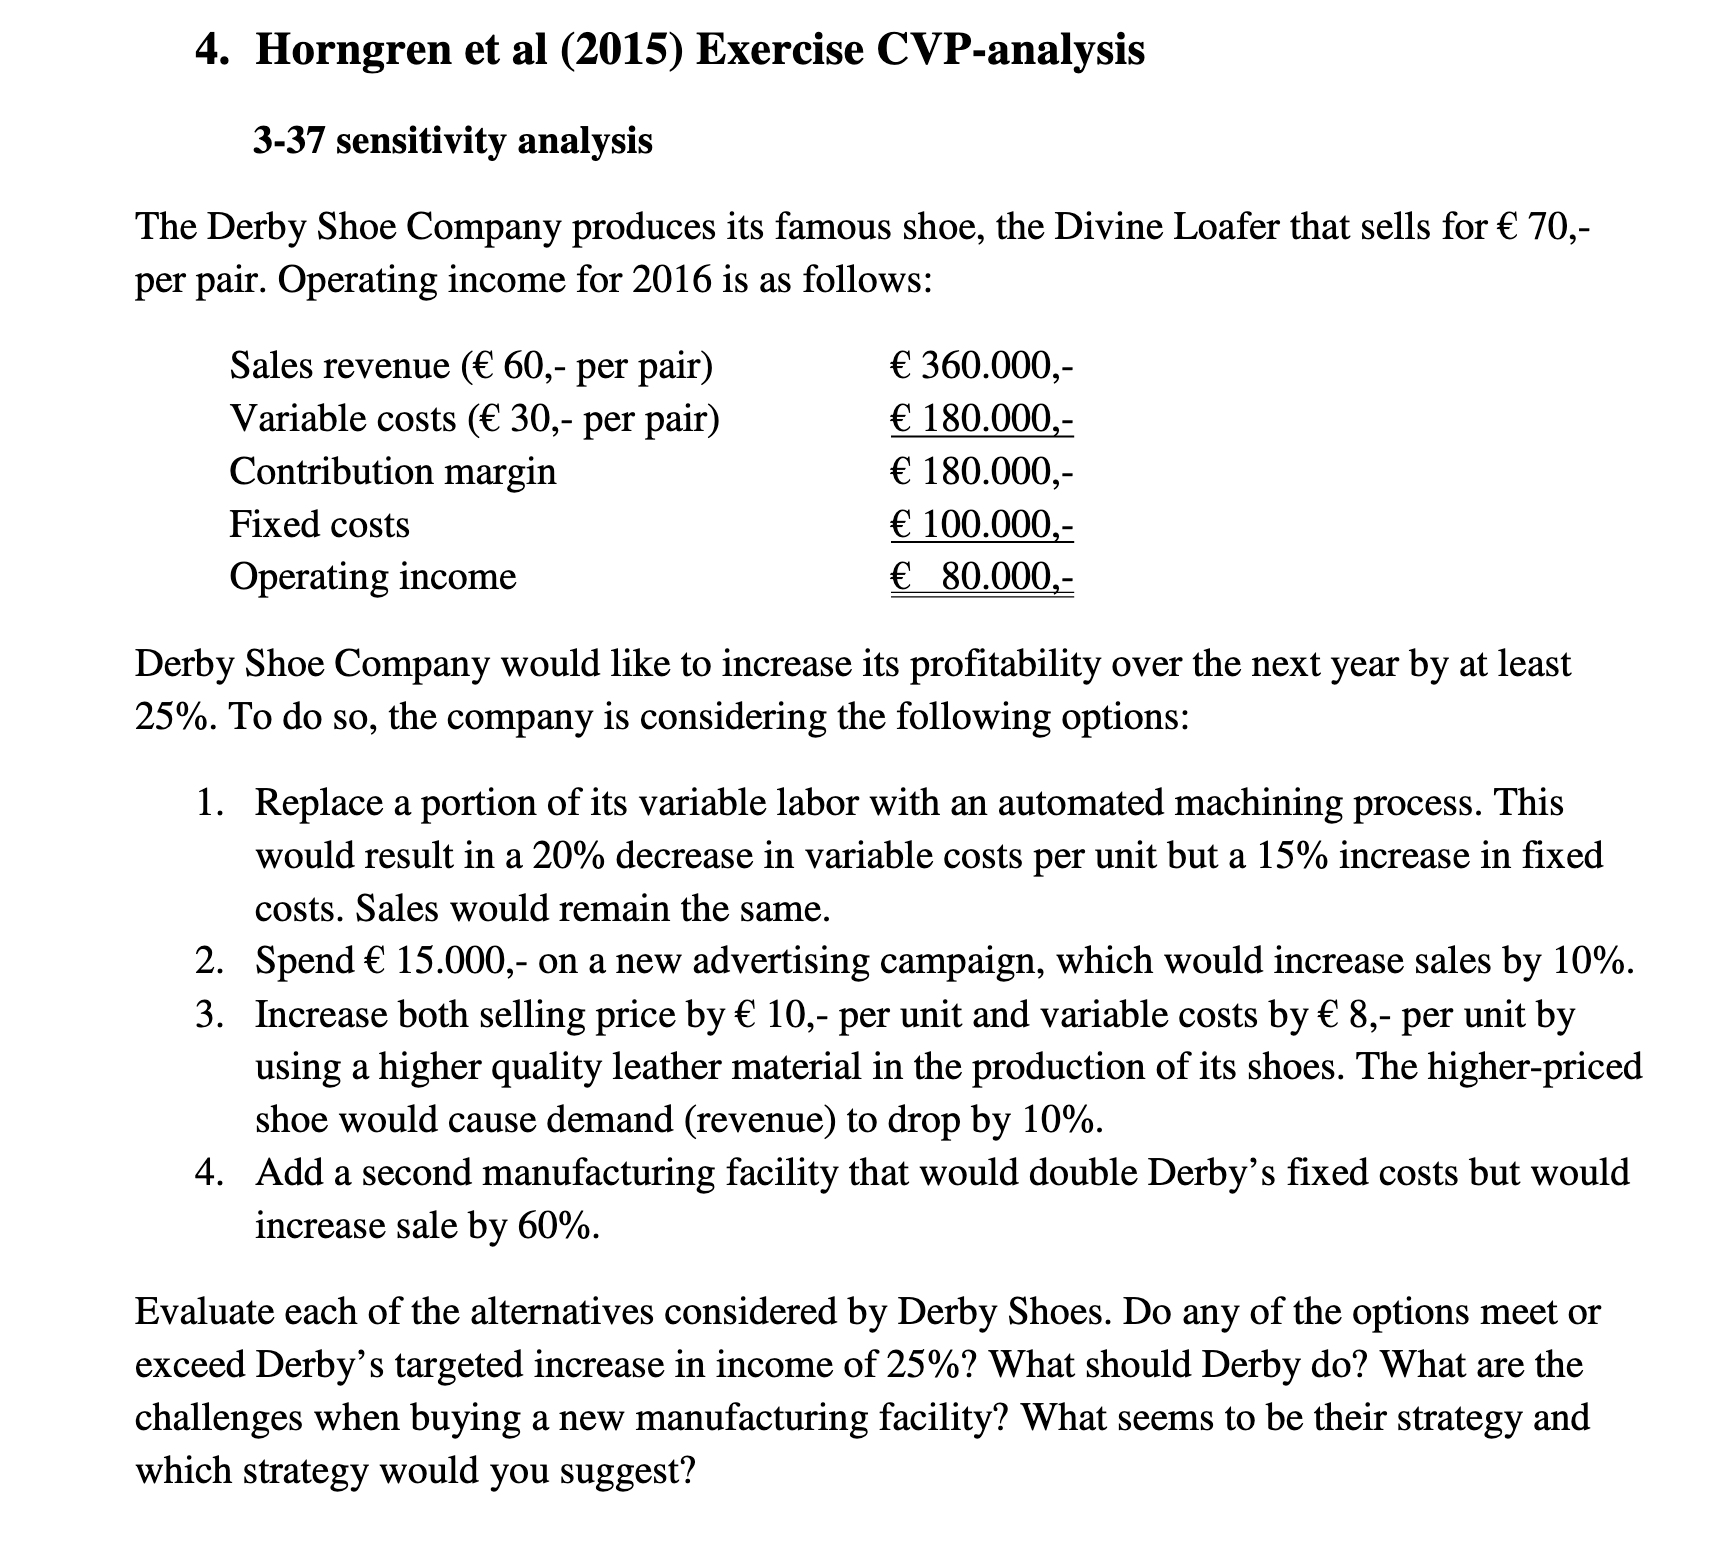 4. Horngren et al (2015) Exercise CVP-analysis
3-37 sensitivity analysis
The Derby Shoe Company produces its famous shoe, the Divine Loafer that sells for € 70,-
per pair. Operating income for 2016 is as follows:
Sales revenue (€ 60,- per pair) € 360.000,-
Variable costs (€ 30,- per pair) € 180.000,-
Contribution margin € 180.000,-
Fixed costs € 100.000,-
Operating income € 80.000,-
Derby Shoe Company would like to increase its profitability over the next year by at least
25%. To do so, the company is considering the following options:
1. Replace a portion of its variable labor with an automated machining process. This
would result in a 20% decrease in variable costs per unit but a 15% increase in fixed
costs. Sales would remain the same.
2. Spend € 15.000,- on a new advertising campaign, which would increase sales by 10%.
3. Increase both selling price by € 10,- per unit and variable costs by € 8,- per unit by
using a higher quality leather material in the production of its shoes. The higher-priced
shoe would cause demand (revenue) to drop by 10%.
4. Add a second manufacturing facility that would double Derby’s fixed costs but would
increase sale by 60%.
Evaluate each of the alternatives considered by Derby Shoes. Do any of the options meet or
exceed Derby’s targeted increase in income of 25%? What should Derby do? What are the
challenges when buying a new manufacturing facility? What seems to be their strategy and
which strategy would you suggest?